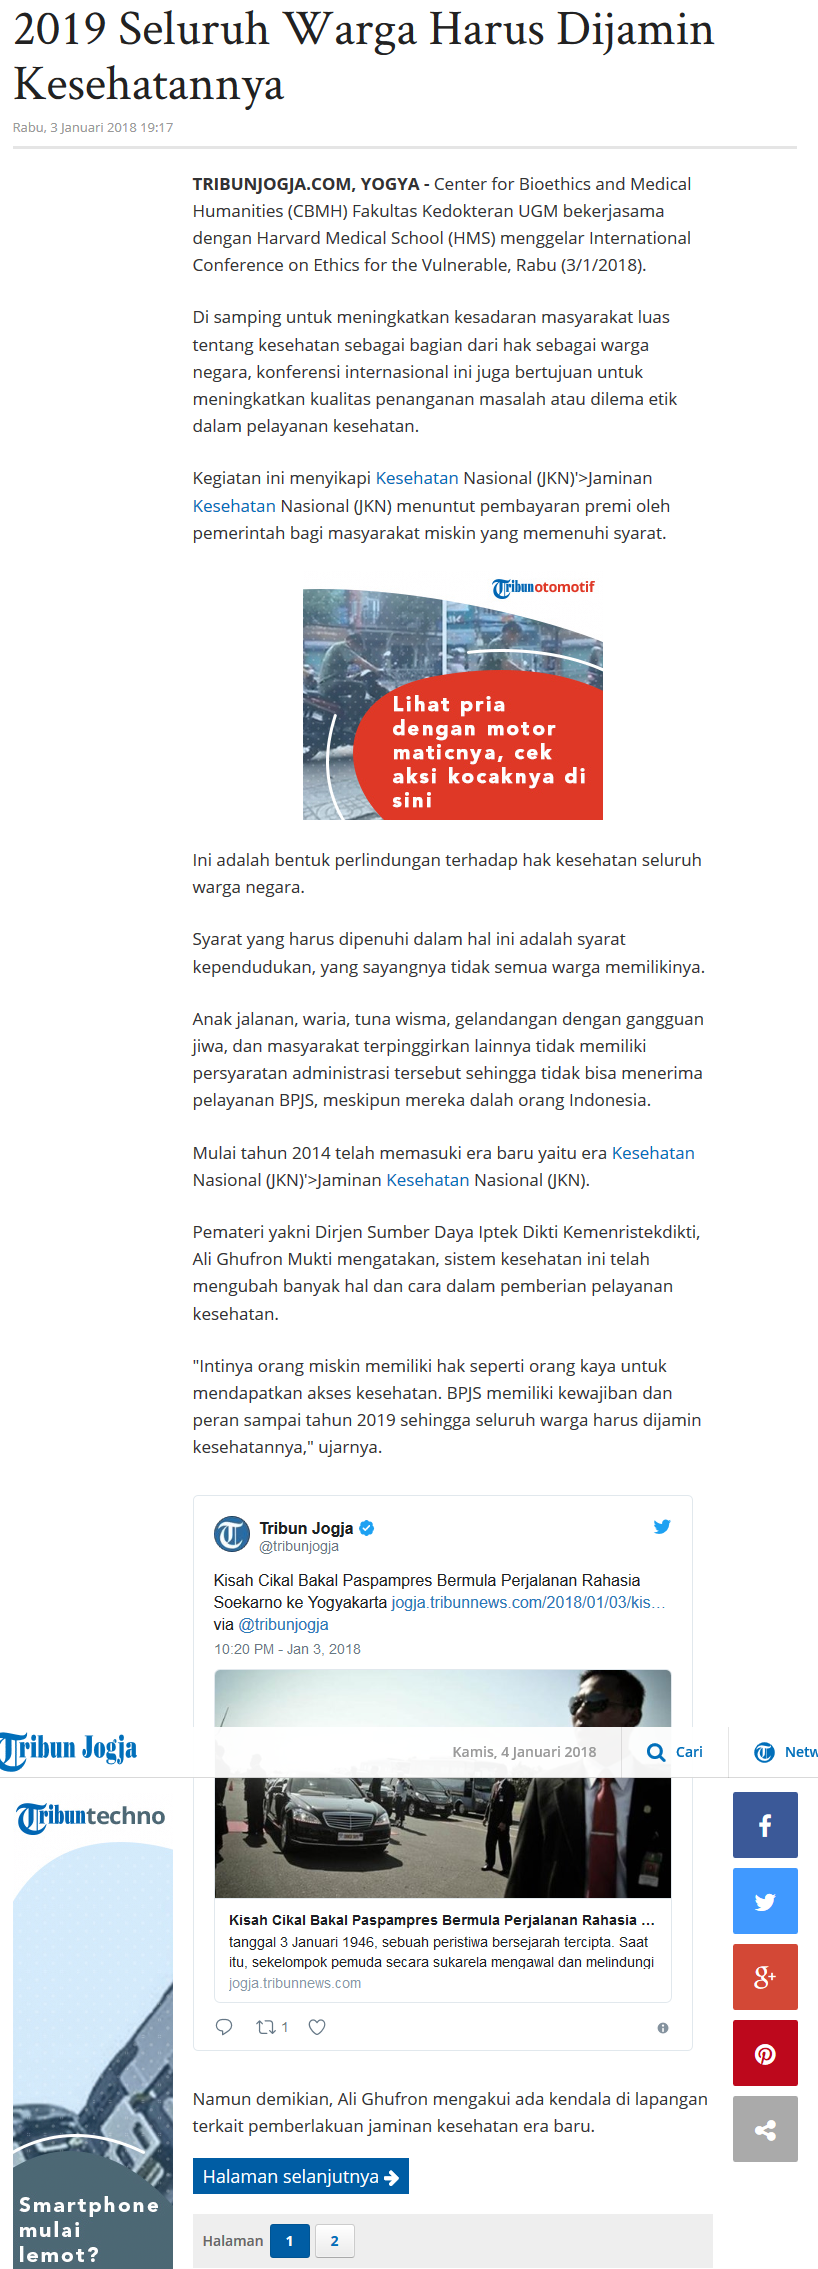 2019 Seluruh Warga Harus Dijamin
Kesehatannya
Rabu, 3 Januari 2018 19:17
TRIBUNJOGJA.COM, YOGYA - Center for Bioethics and Medical
Humanities (CBMH) Fakultas Kedokteran UGM bekerjasama
dengan Harvard Medical School (HMS) menggelar International
Conference on Ethics for the Vulnerable, Rabu (3/1/2018).
Di samping untuk meningkatkan kesadaran masyarakat luas
tentang kesehatan sebagai bagian dari hak sebagai warga
negara, konferensi internasional ini juga bertujuan untuk
meningkatkan kualitas penanganan masalah atau dilema etik
dalam pelayanan kesehatan.
Kegiatan ini menyikapi Kesehatan Nasional (JKN)'>Jaminan
Kesehatan Nasional (JKN) menuntut pembayaran premi oleh
pemerintah bagi masyarakat miskin yang memenuhi syarat.
Tribunotomotif
Lihat pria
dengan motor
maticnya, cek
aksi kocaknya di
sini
Ini adalah bentuk perlindungan terhadap hak kesehatan seluruh
warga negara.
Syarat yang harus dipenuhi dalam hal ini adalah syarat
kependudukan, yang sayangnya tidak semua warga memilikinya.
Anak jalanan, waria, tuna wisma, gelandangan dengan gangguan
jiwa, dan masyarakat terpinggirkan lainnya tidak memiliki
persyaratan administrasi tersebut sehingga tidak bisa menerima
pelayanan BPJS, meskipun mereka dalah orang Indonesia.
Mulai tahun 2014 telah memasuki era baru yaitu era Kesehatan
Nasional (JKN)'>Jaminan Kesehatan Nasional (JKN).
Pemateri yakni Dirjen Sumber Daya Iptek Dikti Kemenristekdikti,
Ali Ghufron Mukti mengatakan, sistem kesehatan ini telah
mengubah banyak hal dan cara dalam pemberian pelayanan
kesehatan.
"Intinya orang miskin memiliki hak seperti orang kaya untuk
mendapatkan akses kesehatan. BPJS memiliki kewajiban dan
peran sampai tahun 2019 sehingga seluruh warga harus dijamin
kesehatannya," ujarnya.
Tribun Jogja
@tribunjogja
Kisah Cikal Bakal Paspampres Bermula Perjalanan Rahasia
Soekarno ke Yogyakarta jogja.tribunnews.com/2018/01/03/kis…
via @tribunjogja
10:20 PM - Jan 3, 2018
Tribun Jogja
Kamis, 4 Januari 2018
Cari
Netw
Tribuntechno
Kisah Cikal Bakal Paspampres Bermula Perjalanan Rahasia ...
tanggal 3 Januari 1946, sebuah peristiwa bersejarah tercipta. Saat
itu, sekelompok pemuda secara sukarela mengawal dan melindungi
jogja.tribunnews.com
1
Namun demikian, Ali Ghufron mengakui ada kendala di lapangan
terkait pemberlakuan jaminan kesehatan era baru.
Halaman selanjutnya
Smartphone
mulai
lemot?
Halaman 1 2